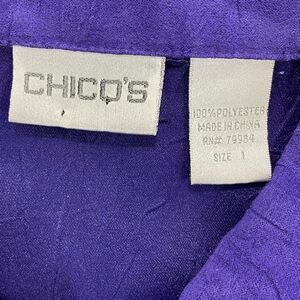 CHICO'S
100% POLYESTER
MADE IN CHINA
RN# 79984
SIZE 1